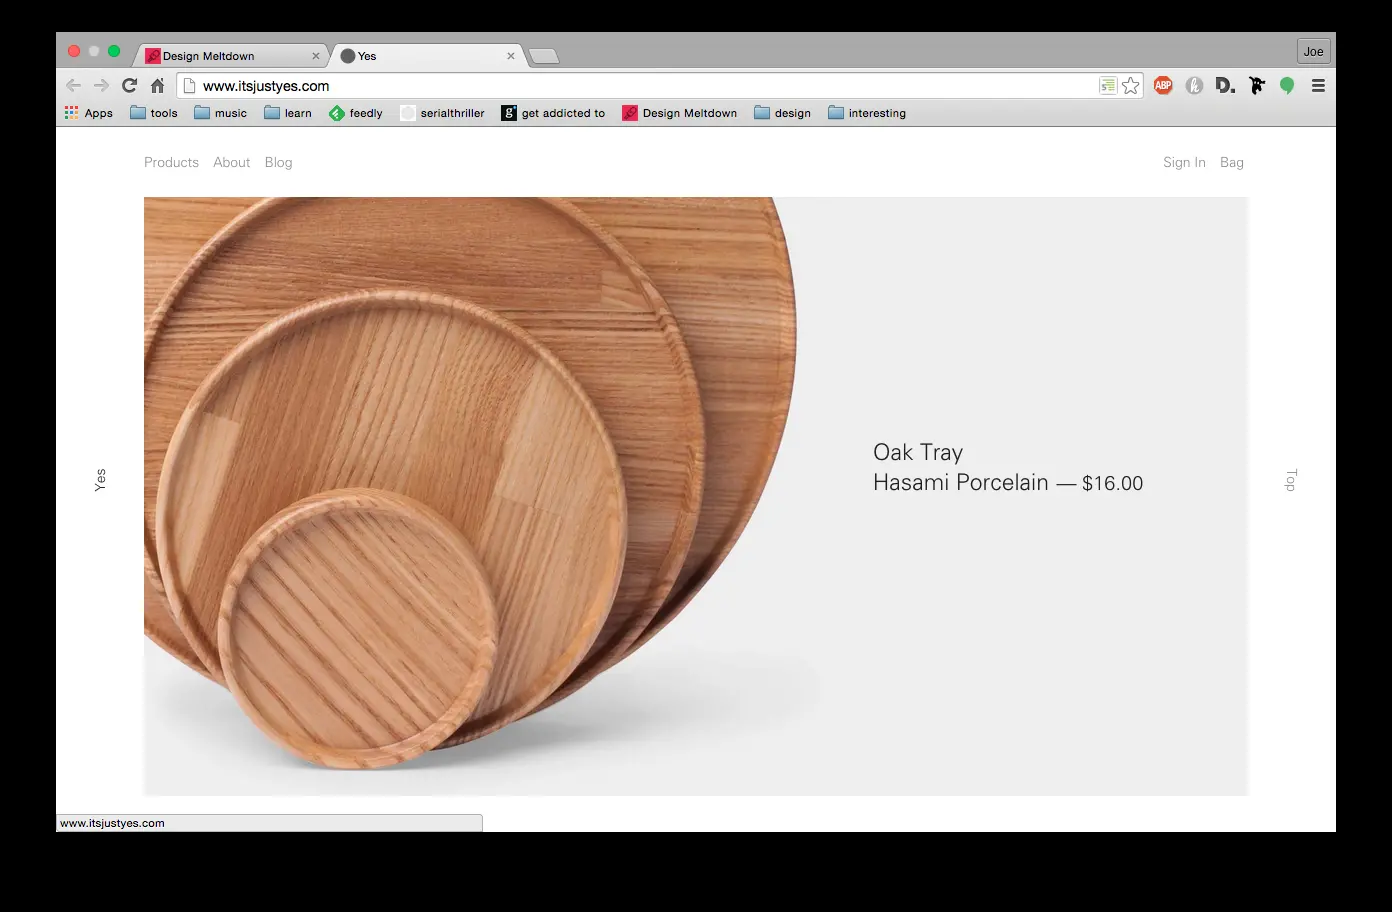 Design Meltdown
Yes
Joe
www.itsjustyes.com
ABP
Apps
tools
music
learn
feedly
serialthriller
get addicted to
Design Meltdown
design
interesting
Products
About
Blog
Sign In
Bag
Yes
Oak Tray
Hasami Porcelain — $16.00
Top
www.itsjustyes.com